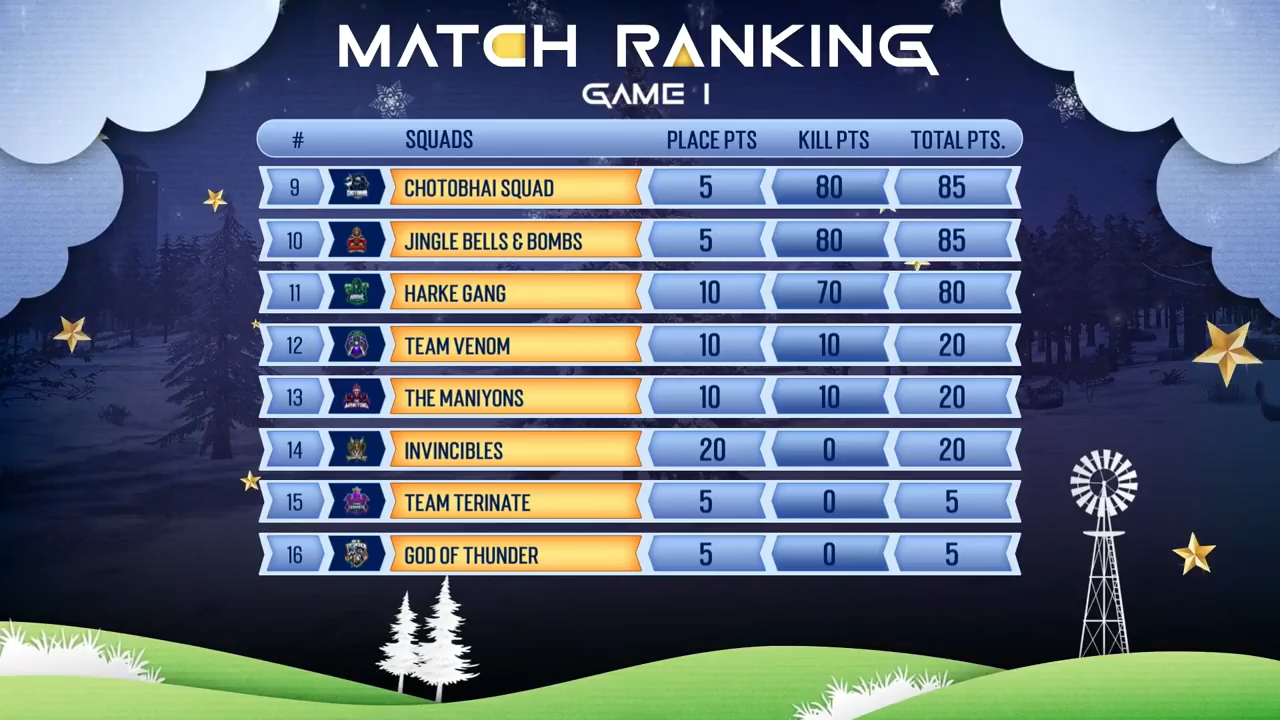 MATCH RANKING
GAME 1
# SQUADS PLACE PTS KILL PTS TOTAL PTS.
9 CHOTOBHAI SQUAD 5 80 85
10 JINGLE BELLS & BOMBS 5 80 85
11 HARKE GANG 10 70 80
12 TEAM VENOM 10 10 20
13 THE MANIYONS 10 10 20
14 INVINCIBLES 20 0 20
15 TEAM TERINATE 5 0 5
16 GOD OF THUNDER 5 0 5